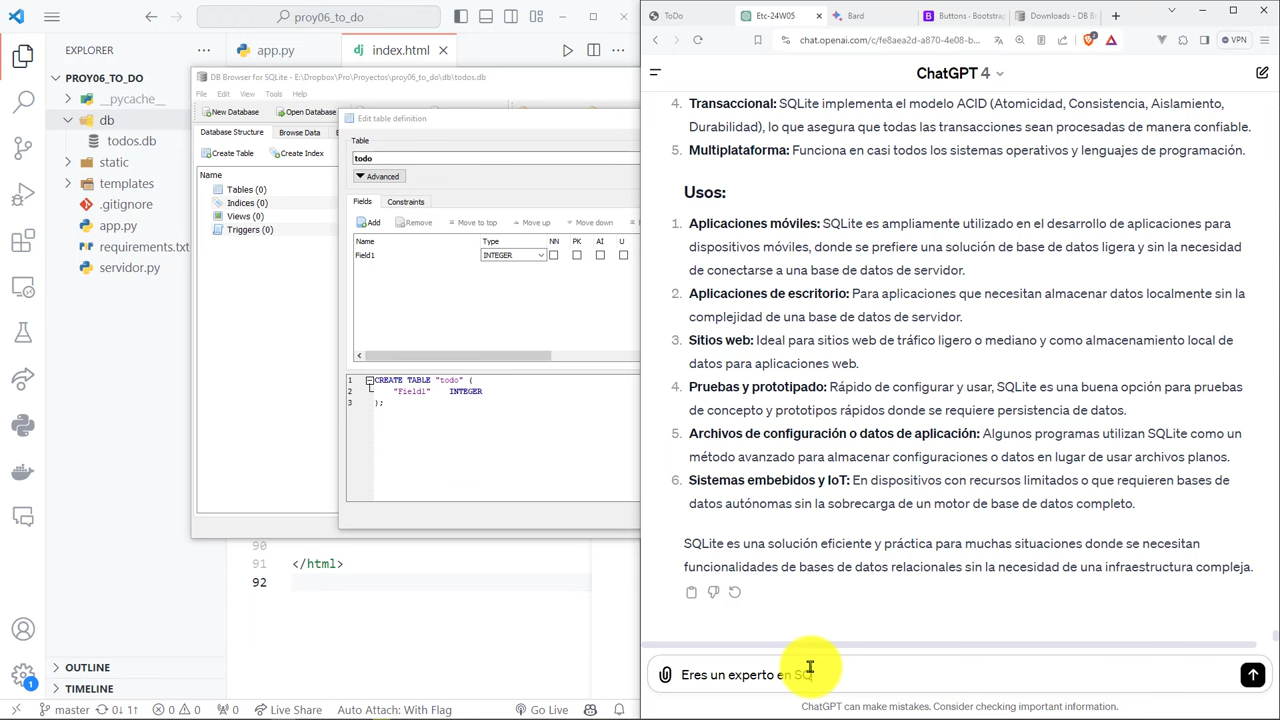 proy06_to_do
EXPLORER
PROY06_TO_DO
__pycache__
db
todos.db
static
templates
.gitignore
app.py
requirements.txt
servidor.py
OUTLINE
TIMELINE
app.py
index.html
90
91 </html>
92
DB Browser for SQLite - E:\Dropbox\Pro\Proyectos\proy06_to_do\db\todos.db
File Edit View Tools Help
New Database Open Database
Database Structure Browse Data
Create Table Create Index
Name
Tables (0)
Indices (0)
Views (0)
Triggers (0)
Edit table definition
Table
todo
Advanced
Fields Constraints
Add Remove Move to top Move up Move down
Name Type NN PK AI U
Field1 INTEGER
1 CREATE TABLE "todo" (
2 "Field1" INTEGER
3 );
master 0↓ 1↑ 0 0 0 Live Share Auto Attach: With Flag Go Live
1
ToDo Etc-24W05 Bard Buttons · Bootstrap Downloads - DB B
chat.openai.com/c/fe8aea2d-a870-4e08-b... 2 VPN
ChatGPT 4
4. Transaccional: SQLite implementa el modelo ACID (Atomicidad, Consistencia, Aislamiento,
Durabilidad), lo que asegura que todas las transacciones sean procesadas de manera confiable.
5. Multiplataforma: Funciona en casi todos los sistemas operativos y lenguajes de programación.
Usos:
1. Aplicaciones móviles: SQLite es ampliamente utilizado en el desarrollo de aplicaciones para
dispositivos móviles, donde se prefiere una solución de base de datos ligera y sin la necesidad
de conectarse a una base de datos de servidor.
2. Aplicaciones de escritorio: Para aplicaciones que necesitan almacenar datos localmente sin la
complejidad de una base de datos de servidor.
3. Sitios web: Ideal para sitios web de tráfico ligero o mediano y como almacenamiento local de
datos para aplicaciones web.
4. Pruebas y prototipado: Rápido de configurar y usar, SQLite es una buena opción para pruebas
de concepto y prototipos rápidos donde se requiere persistencia de datos.
5. Archivos de configuración o datos de aplicación: Algunos programas utilizan SQLite como un
método avanzado para almacenar configuraciones o datos en lugar de usar archivos planos.
6. Sistemas embebidos y IoT: En dispositivos con recursos limitados o que requieren bases de
datos autónomas sin la sobrecarga de un motor de base de datos completo.
SQLite es una solución eficiente y práctica para muchas situaciones donde se necesitan
funcionalidades de bases de datos relacionales sin la necesidad de una infraestructura compleja.
Eres un experto en SQ
ChatGPT can make mistakes. Consider checking important information.